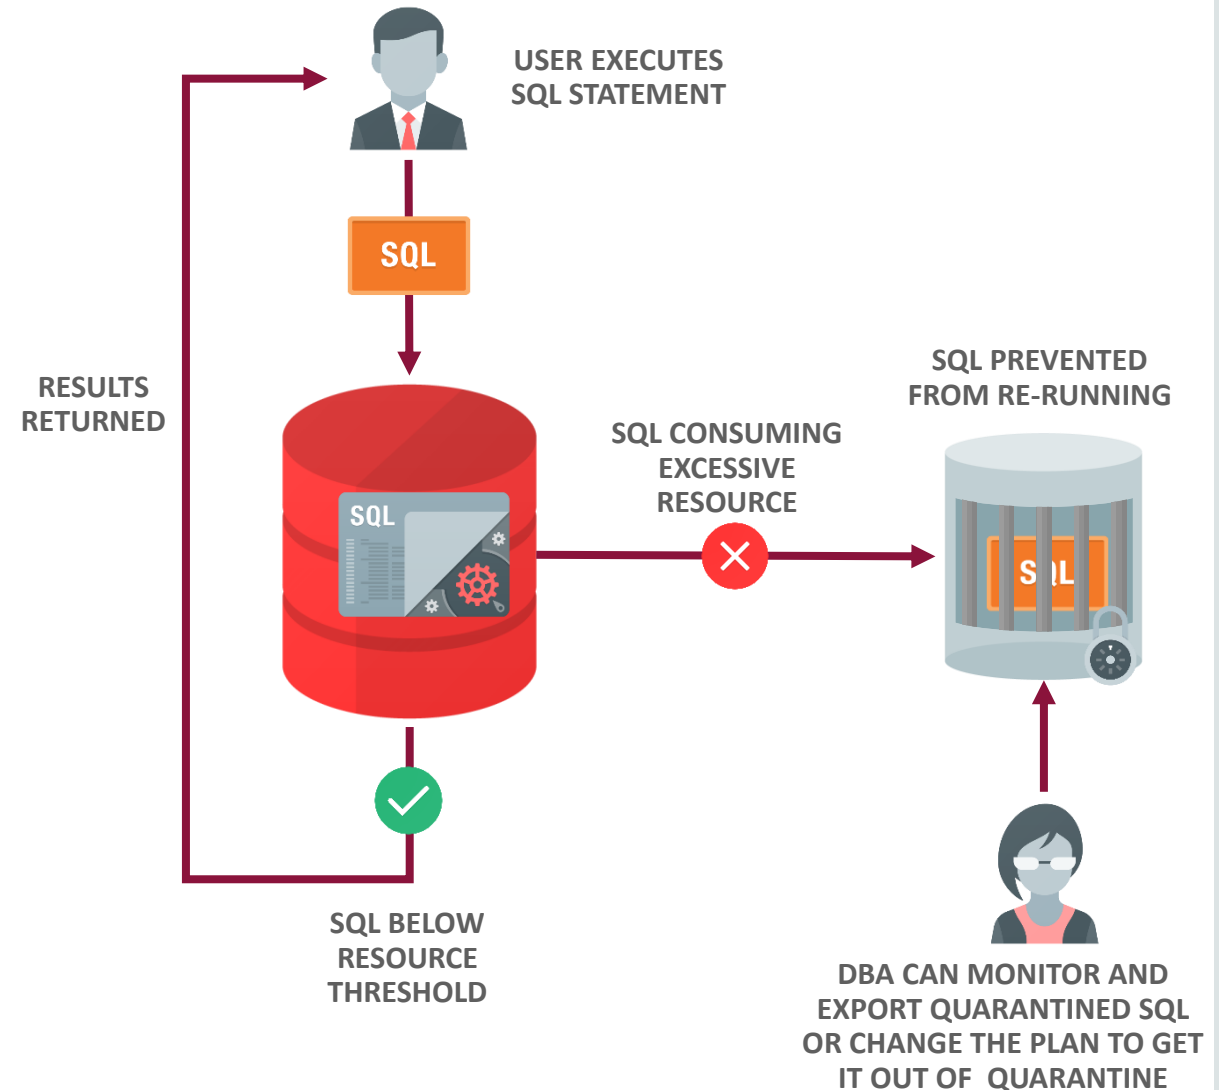 USER EXECUTES
SQL STATEMENT
SQL
RESULTS
RETURNED
SQL PREVENTED
FROM RE-RUNNING
SQL CONSUMING
EXCESSIVE
RESOURCE
SQL
SQL
SQL BELOW
RESOURCE
THRESHOLD
DBA CAN MONITOR AND
EXPORT QUARANTINED SQL
OR CHANGE THE PLAN TO GET
IT OUT OF QUARANTINE